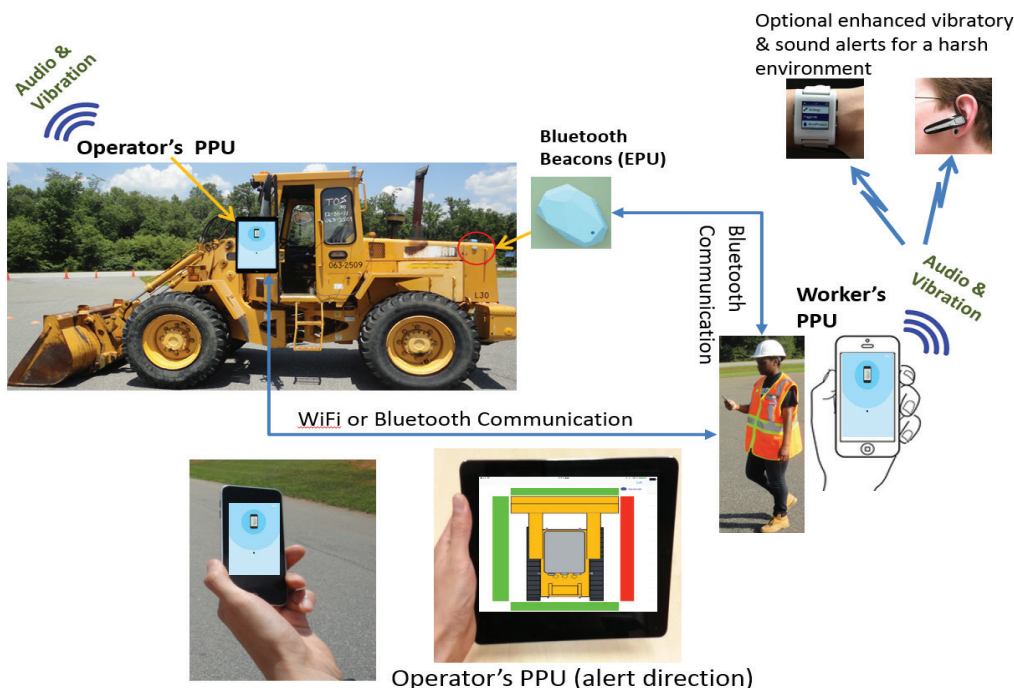 Optional enhanced vibratory
& sound alerts for a harsh
environment
Audio &
Vibration
Operator's PPU
Bluetooth
Beacons (EPU)
TOJ
063-2509
L30
Bluetooth
Communication
Audio &
Vibration
Worker's
PPU
WiFi or Bluetooth Communication
Operator's PPU (alert direction)